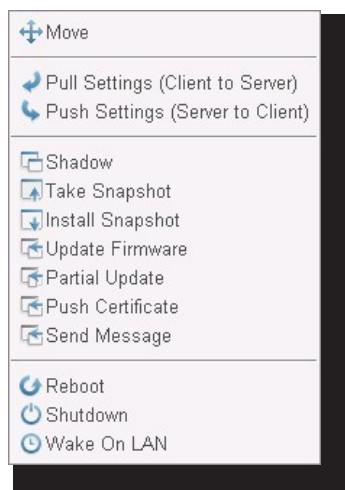 Move
Pull Settings (Client to Server)
Push Settings (Server to Client)
Shadow
Take Snapshot
Install Snapshot
Update Firmware
Partial Update
Push Certificate
Send Message
Reboot
Shutdown
Wake On LAN